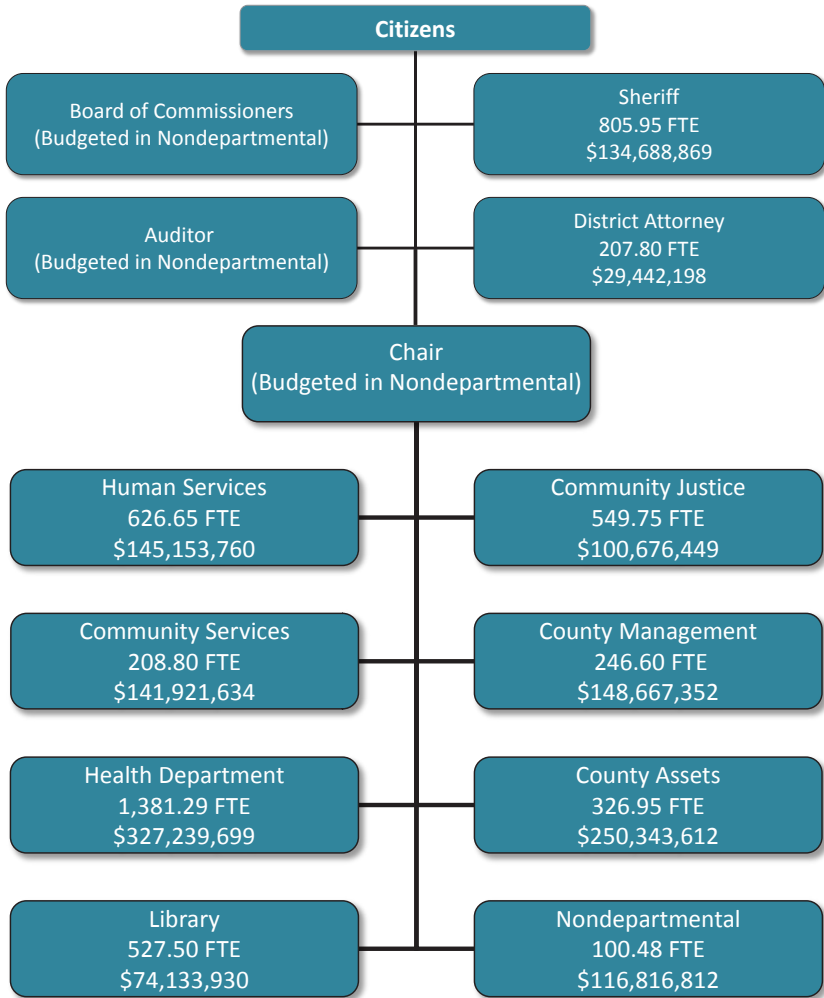 Citizens
Board of Commissioners
(Budgeted in Nondepartmental)
Sheriff
805.95 FTE
$134,688,869
Auditor
(Budgeted in Nondepartmental)
District Attorney
207.80 FTE
$29,442,198
Chair
(Budgeted in Nondepartmental)
Human Services
626.65 FTE
$145,153,760
Community Justice
549.75 FTE
$100,676,449
Community Services
208.80 FTE
$141,921,634
County Management
246.60 FTE
$148,667,352
Health Department
1,381.29 FTE
$327,239,699
County Assets
326.95 FTE
$250,343,612
Library
527.50 FTE
$74,133,930
Nondepartmental
100.48 FTE
$116,816,812